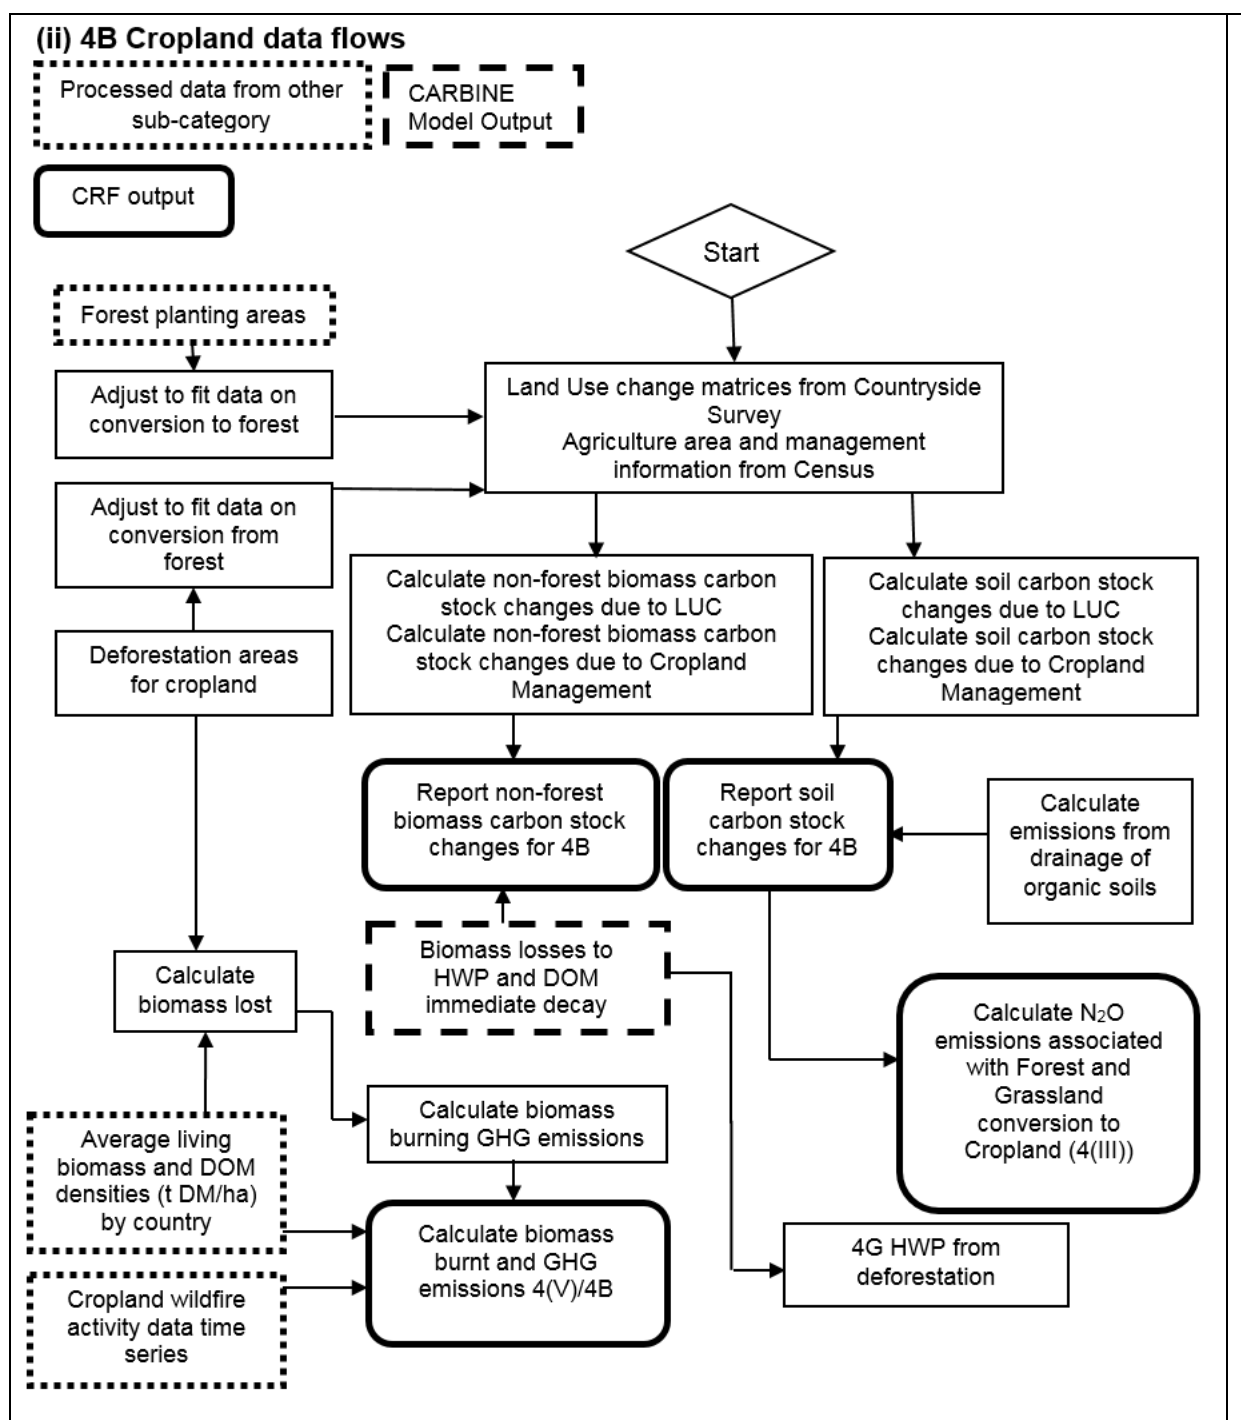 (ii) 4B Cropland data flows
Processed data from other
sub-category
CARBINE
Model Output
CRF output
Start
Forest planting areas
Adjust to fit data on
conversion to forest
Land Use change matrices from Countryside
Survey
Agriculture area and management
information from Census
Adjust to fit data on
conversion from
forest
Calculate non-forest biomass carbon
stock changes due to LUC
Calculate non-forest biomass carbon
stock changes due to Cropland
Management
Calculate soil carbon stock
changes due to LUC
Calculate soil carbon stock
changes due to Cropland
Management
Deforestation areas
for cropland
Report non-forest
biomass carbon stock
changes for 4B
Report soil
carbon stock
changes for 4B
Calculate
emissions from
drainage of
organic soils
Biomass losses to
HWP and DOM
immediate decay
Calculate
biomass lost
Calculate N₂O
emissions associated
with Forest and
Grassland
conversion to
Cropland (4(III))
Calculate biomass
burning GHG emissions
Average living
biomass and DOM
densities (t DM/ha)
by country
Calculate biomass
burnt and GHG
emissions 4(V)/4B
4G HWP from
deforestation
Cropland wildfire
activity data time
series